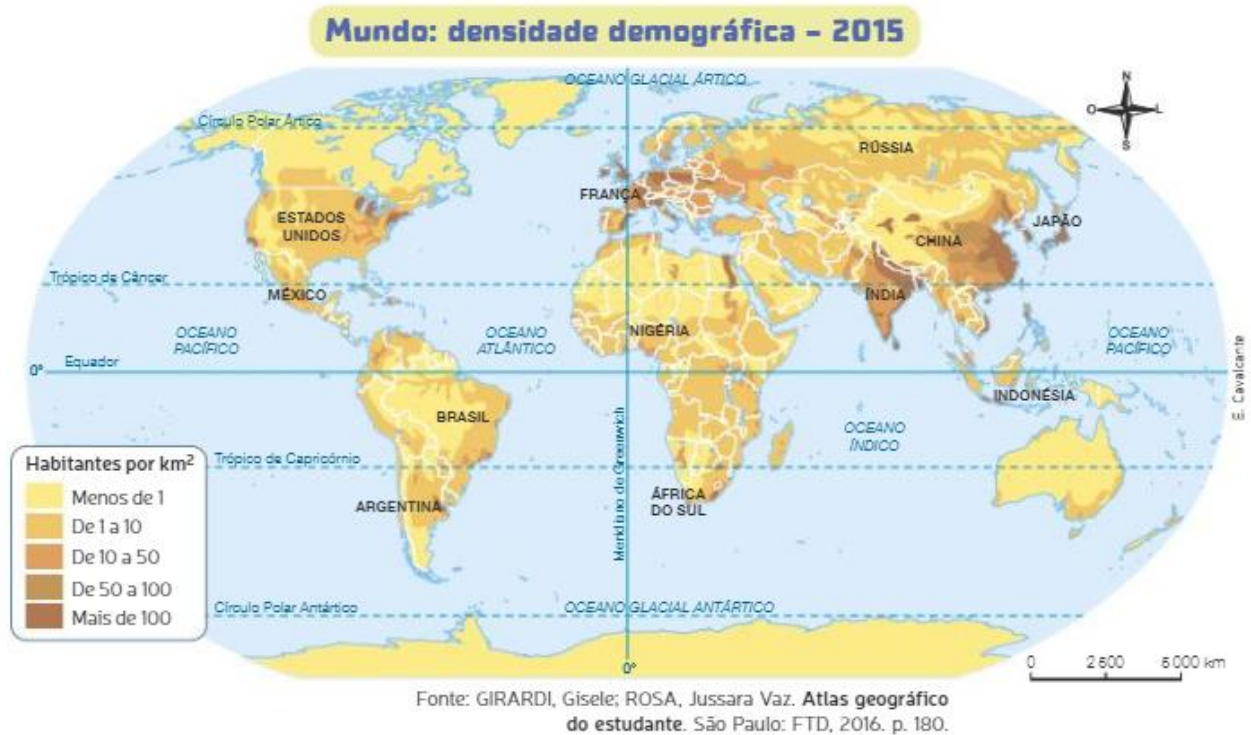 Mundo: densidade demográfica – 2015
OCEANO GLACIAL ÁRTICO
N
O
L
S
Círculo Polar Ártico
RÚSSIA
FRANÇA
ESTADOS
UNIDOS
JAPÃO
CHINA
Trópico de Câncer
MÉXICO
ÍNDIA
OCEANO
PACÍFICO
OCEANO
ATLÂNTICO
NIGÉRIA
OCEANO
PACÍFICO
0°
Equador
INDONÉSIA
BRASIL
OCEANO
ÍNDICO
Meridiano de Greenwich
E. Cavalcante
Trópico de Capricórnio
ARGENTINA
ÁFRICA
DO SUL
Habitantes por km²
Menos de 1
De 1 a 10
De 10 a 50
De 50 a 100
Mais de 100
Círculo Polar Antártico
OCEANO GLACIAL ANTÁRTICO
0°
0 2 500 5 000 km
Fonte: GIRARDI, Gisele; ROSA, Jussara Vaz. Atlas geográfico
do estudante. São Paulo: FTD, 2016. p. 180.